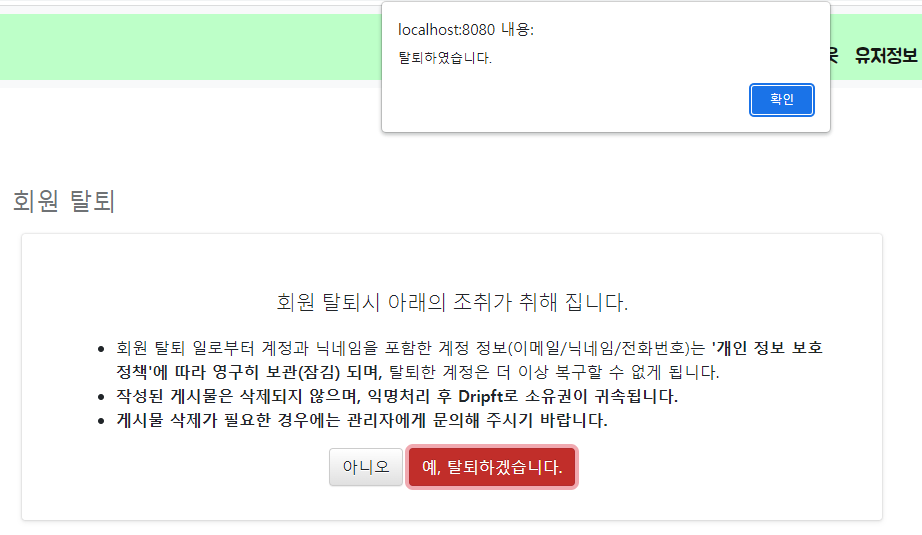 localhost:8080 내용:
탈퇴하였습니다.
확인
유저정보
회원 탈퇴
회원 탈퇴시 아래의 조취가 취해 집니다.
• 회원 탈퇴 일로부터 계정과 닉네임을 포함한 계정 정보(이메일/닉네임/전화번호)는 '개인 정보 보호
정책'에 따라 영구히 보관(잠김) 되며, 탈퇴한 계정은 더 이상 복구할 수 없게 됩니다.
• 작성된 게시물은 삭제되지 않으며, 익명처리 후 Dripft로 소유권이 귀속됩니다.
• 게시물 삭제가 필요한 경우에는 관리자에게 문의해 주시기 바랍니다.
아니오 예, 탈퇴하겠습니다.